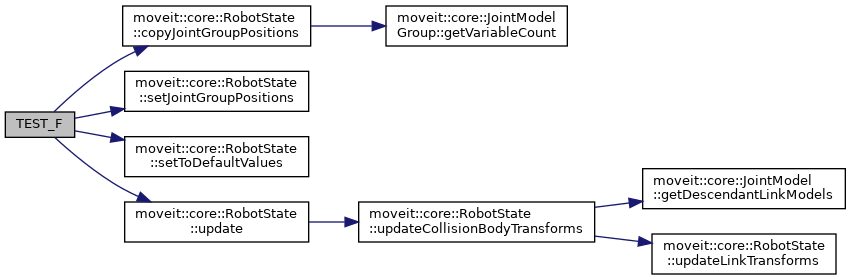 TEST_F
moveit::core::RobotState
::copyJointGroupPositions
moveit::core::JointModel
Group::getVariableCount
moveit::core::RobotState
::setJointGroupPositions
moveit::core::RobotState
::setToDefaultValues
moveit::core::RobotState
::update
moveit::core::RobotState
::updateCollisionBodyTransforms
moveit::core::JointModel
::getDescendantLinkModels
moveit::core::RobotState
::updateLinkTransforms